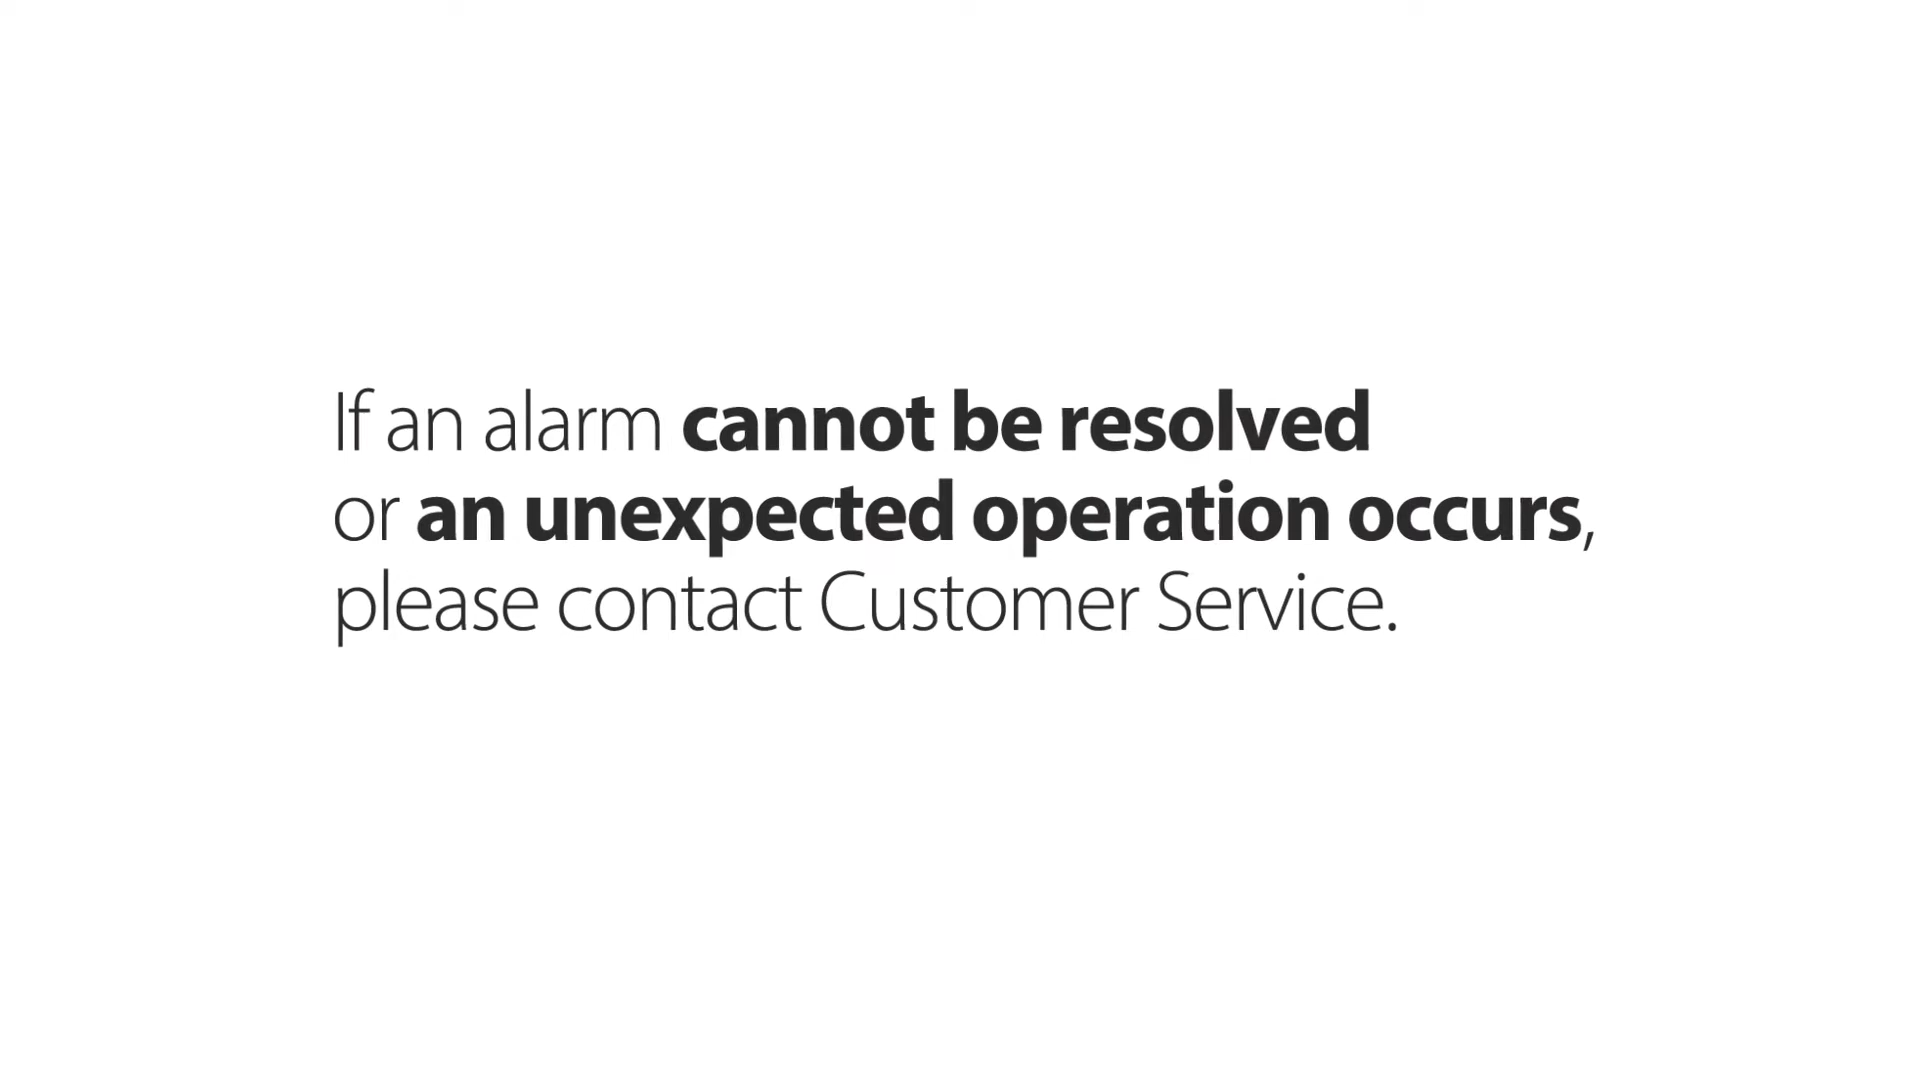 If an alarm cannot be resolved
or an unexpected operation occurs,
please contact Customer Service.